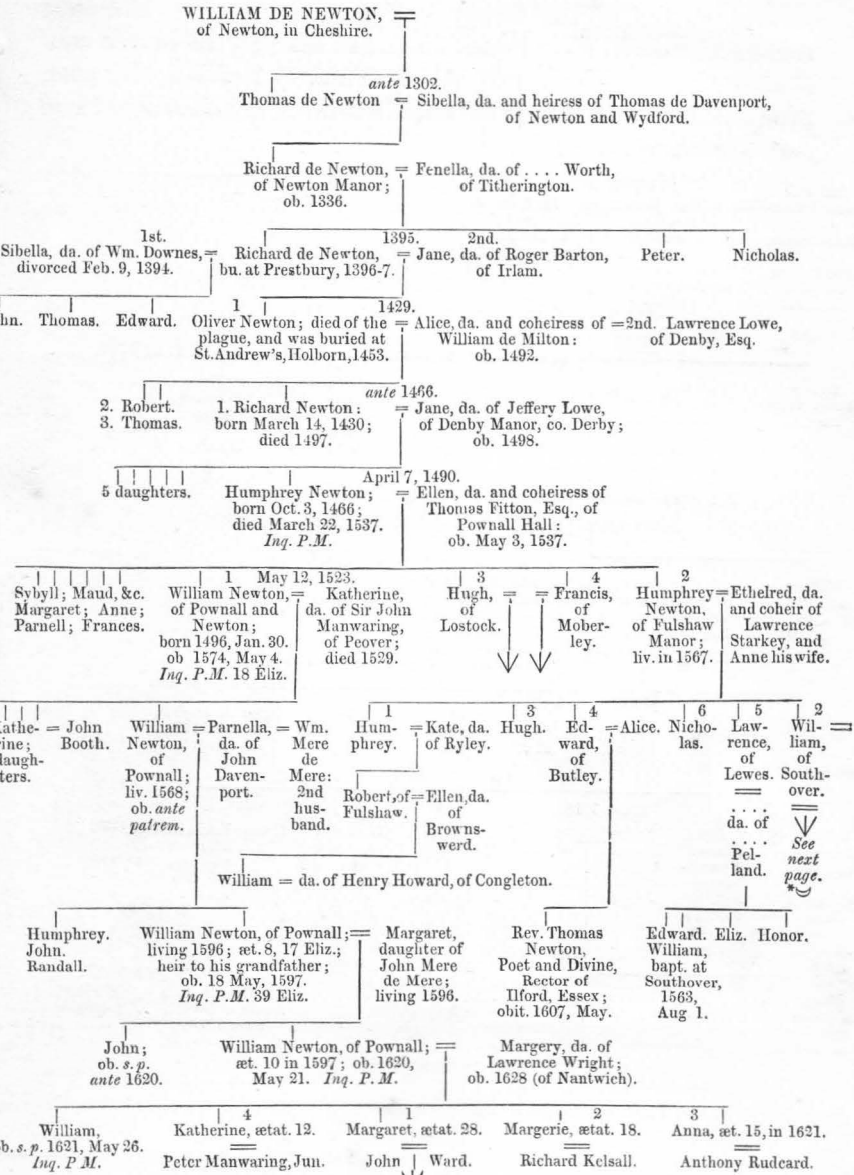 WILLIAM DE NEWTON, =
of Newton, in Cheshire.
ante 1302.
Thomas de Newton = Sibella, da. and heiress of Thomas de Davenport,
of Newton and Wydford.
Richard de Newton, = Fenella, da. of . . . . Worth,
of Newton Manor; of Titherington.
ob. 1336.
1st. 1395. 2nd.
Sibella, da. of Wm. Downes, = Richard de Newton, = Jane, da. of Roger Barton, Peter. Nicholas.
divorced Feb. 9, 1394. bu. at Prestbury, 1396-7. of Irlam.
1 1429.
hn. Thomas. Edward. Oliver Newton; died of the = Alice, da. and coheiress of = 2nd. Lawrence Lowe,
plague, and was buried at William de Milton: of Denby, Esq.
St. Andrew's, Holborn, 1453. ob. 1492.
ante 1466.
2. Robert. 1. Richard Newton: = Jane, da. of Jeffery Lowe,
3. Thomas. born March 14, 1430; of Denby Manor, co. Derby;
died 1497. ob. 1498.
April 7, 1490.
5 daughters. Humphrey Newton; = Ellen, da. and coheiress of
born Oct. 3, 1466; Thomas Fitton, Esq., of
died March 22, 1537. Pownall Hall:
Inq. P.M. ob. May 3, 1537.
1 May 12, 1523. 3 4 2
Sybyll; Maud, &c. William Newton, = Katherine, Hugh, = = Francis, Humphrey = Ethelred, da.
Margaret; Anne; of Pownall and da. of Sir John of of Newton, and coheir of
Parnell; Frances. Newton; Manwaring, Lostock. Mober- of Fulshaw Lawrence
born 1496, Jan. 30. of Peover; ley. Manor; Starkey, and
ob 1574, May 4. died 1529. liv. in 1567. Anne his wife.
Inq. P.M. 18 Eliz.
1 3 4 6 5 2
Kathe- = John William = Parnella, = Wm. Hum- = Kate, da. Hugh. Ed- = Alice. Nicho- Law- Wil- =
rine; Booth. Newton, da. of Mere phrey. of Ryley. ward, las. rence, liam,
laugh- of John de of of of
ters. Pownall; Daven- Mere: Butley. Lewes. South-
liv. 1568; port. 2nd Robert, of = Ellen, da. = over.
ob. ante hus- Fulshaw. of . . . . =
patrem. band. Browns- da. of
werd. . . . . See
Pel- next
William = da. of Henry Howard, of Congleton. land. page.
*
Humphrey. William Newton, of Pownall; = Margaret, Rev. Thomas Edward. Eliz. Honor.
John. living 1596; æt. 8, 17 Eliz.; daughter of Newton, William,
Randall. heir to his grandfather; John Mere Poet and Divine, bapt. at
ob. 18 May, 1597. de Mere; Rector of Southover,
Inq. P.M. 39 Eliz. living 1596. Ilford, Essex; 1563,
obit. 1607, May. Aug 1.
John; William Newton, of Pownall; = Margery, da. of
ob. s.p. æt. 10 in 1597; ob. 1620, Lawrence Wright;
ante 1620. May 21. Inq. P. M. ob. 1628 (of Nantwich).
4 1 2 3
William, Katherine, ætat. 12. Margaret, ætat. 28. Margerie, ætat. 18. Anna, æt. 15, in 1621.
b. s.p. 1621, May 26. = = = =
Inq. P M. Peter Manwaring, Jun. John Ward. Richard Kelsall. Anthony Rudeard.